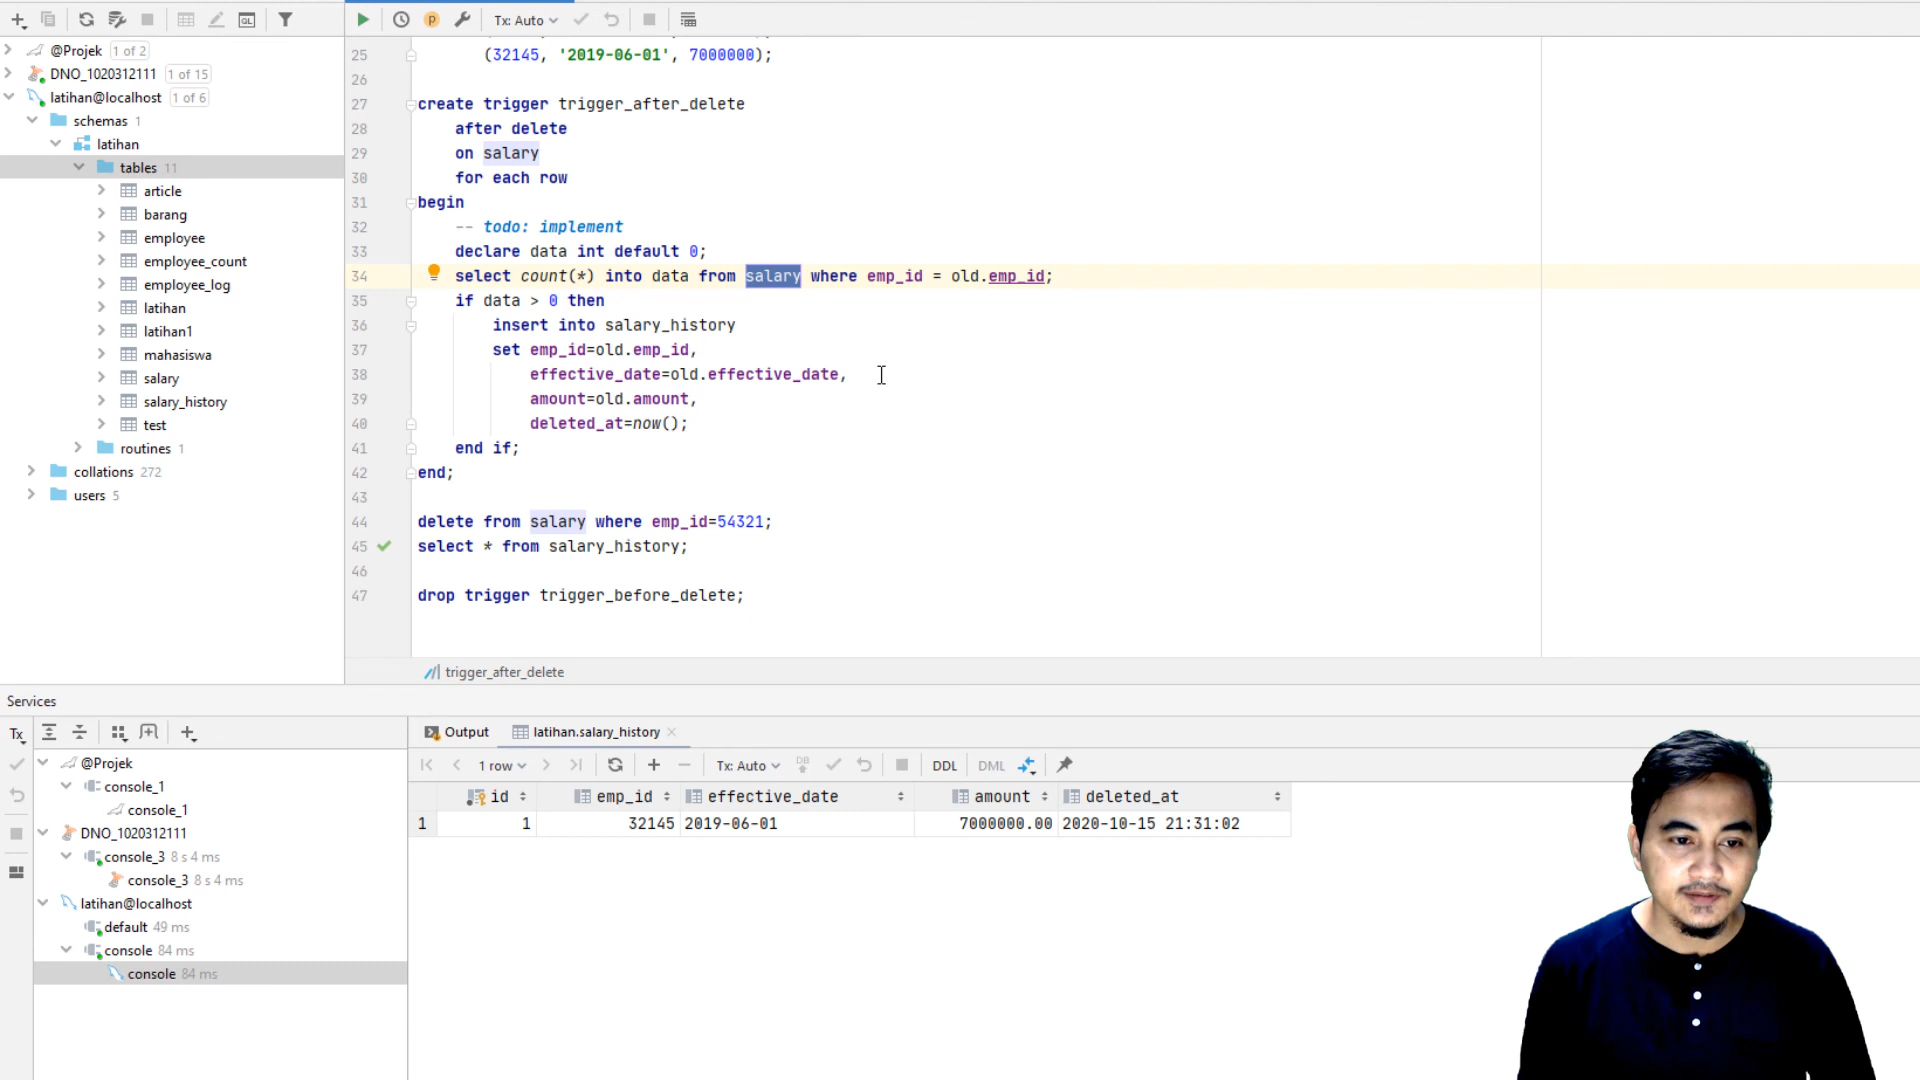 Tx: Auto
@Projek 1 of 2
DNO_1020312111 1 of 15
latihan@localhost 1 of 6
schemas 1
latihan
tables 11
article
barang
employee
employee_count
employee_log
latihan
latihan1
mahasiswa
salary
salary_history
test
routines 1
collations 272
users 5
25 (32145, '2019-06-01', 7000000);
26
27 create trigger trigger_after_delete
28 after delete
29 on salary
30 for each row
31 begin
32 -- todo: implement
33 declare data int default 0;
34 select count(*) into data from salary where emp_id = old.emp_id;
35 if data > 0 then
36 insert into salary_history
37 set emp_id=old.emp_id,
38 effective_date=old.effective_date,
39 amount=old.amount,
40 deleted_at=now();
41 end if;
42 end;
43
44 delete from salary where emp_id=54321;
45 select * from salary_history;
46
47 drop trigger trigger_before_delete;
trigger_after_delete
Services
Tx
@Projek
console_1
console_1
DNO_1020312111
console_3 8 s 4 ms
console_3 8 s 4 ms
latihan@localhost
default 49 ms
console 84 ms
console 84 ms
Output latihan.salary_history
1 row Tx: Auto DB DDL DML
id emp_id effective_date amount deleted_at
1 1 32145 2019-06-01 7000000.00 2020-10-15 21:31:02